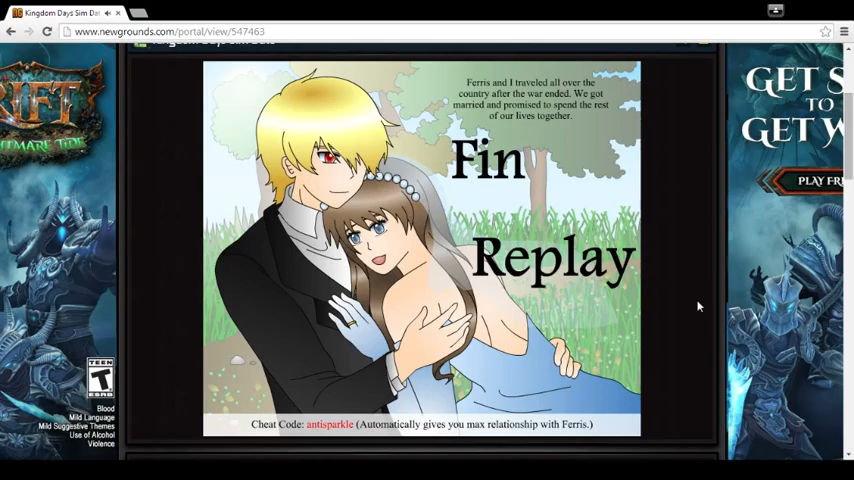 Kingdom Days Sim Dat
www.newgrounds.com/portal/view/547463
RIFT
NIGHTMARE TIDE
Ferris and I traveled all over the
country after the war ended. We got
married and promised to spend the rest
of our lives together.
Fin
Replay
Cheat Code: antisparkle (Automatically gives you max relationship with Ferris.)
TEEN
T
ESRB
Blood
Mild Language
Mild Suggestive Themes
Use of Alcohol
Violence
GET S
TO
GET W
PLAY FRE